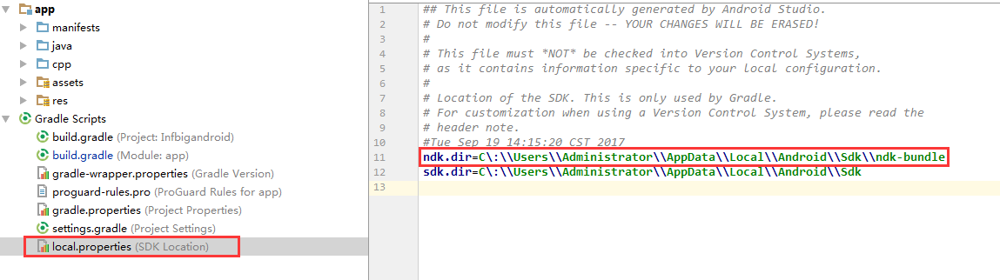 app
manifests
java
cpp
assets
res
Gradle Scripts
build.gradle (Project: Infbigandroid)
build.gradle (Module: app)
gradle-wrapper.properties (Gradle Version)
proguard-rules.pro (ProGuard Rules for app)
gradle.properties (Project Properties)
settings.gradle (Project Settings)
local.properties (SDK Location)
1 ## This file is automatically generated by Android Studio.
2 # Do not modify this file -- YOUR CHANGES WILL BE ERASED!
3 #
4 # This file must *NOT* be checked into Version Control Systems,
5 # as it contains information specific to your local configuration.
6 #
7 # Location of the SDK. This is only used by Gradle.
8 # For customization when using a Version Control System, please read the
9 # header note.
10 #Tue Sep 19 14:15:20 CST 2017
11 ndk.dir=C\:\\Users\\Administrator\\AppData\\Local\\Android\\Sdk\\ndk-bundle
12 sdk.dir=C\:\\Users\\Administrator\\AppData\\Local\\Android\\Sdk
13